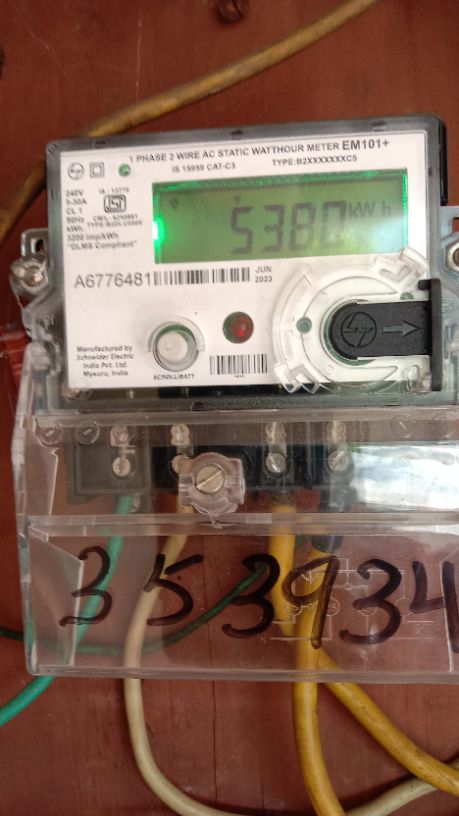 1 PHASE 2 WIRE AC STATIC WATTHOUR METER EM101+
IS 15959 CAT-C3 TYPE:B2XXXXXXXC5
240V
5-30A
CL 1
50Hz
kWh
3200 imp/kWh
"DLMS Compliant"
IS : 13779
5380 kWh
A6776481
JUN
2023
Manufactured by
Schneider Electric
India Pvt. Ltd.
Mysuru, India
SCROLL/BATT
353934